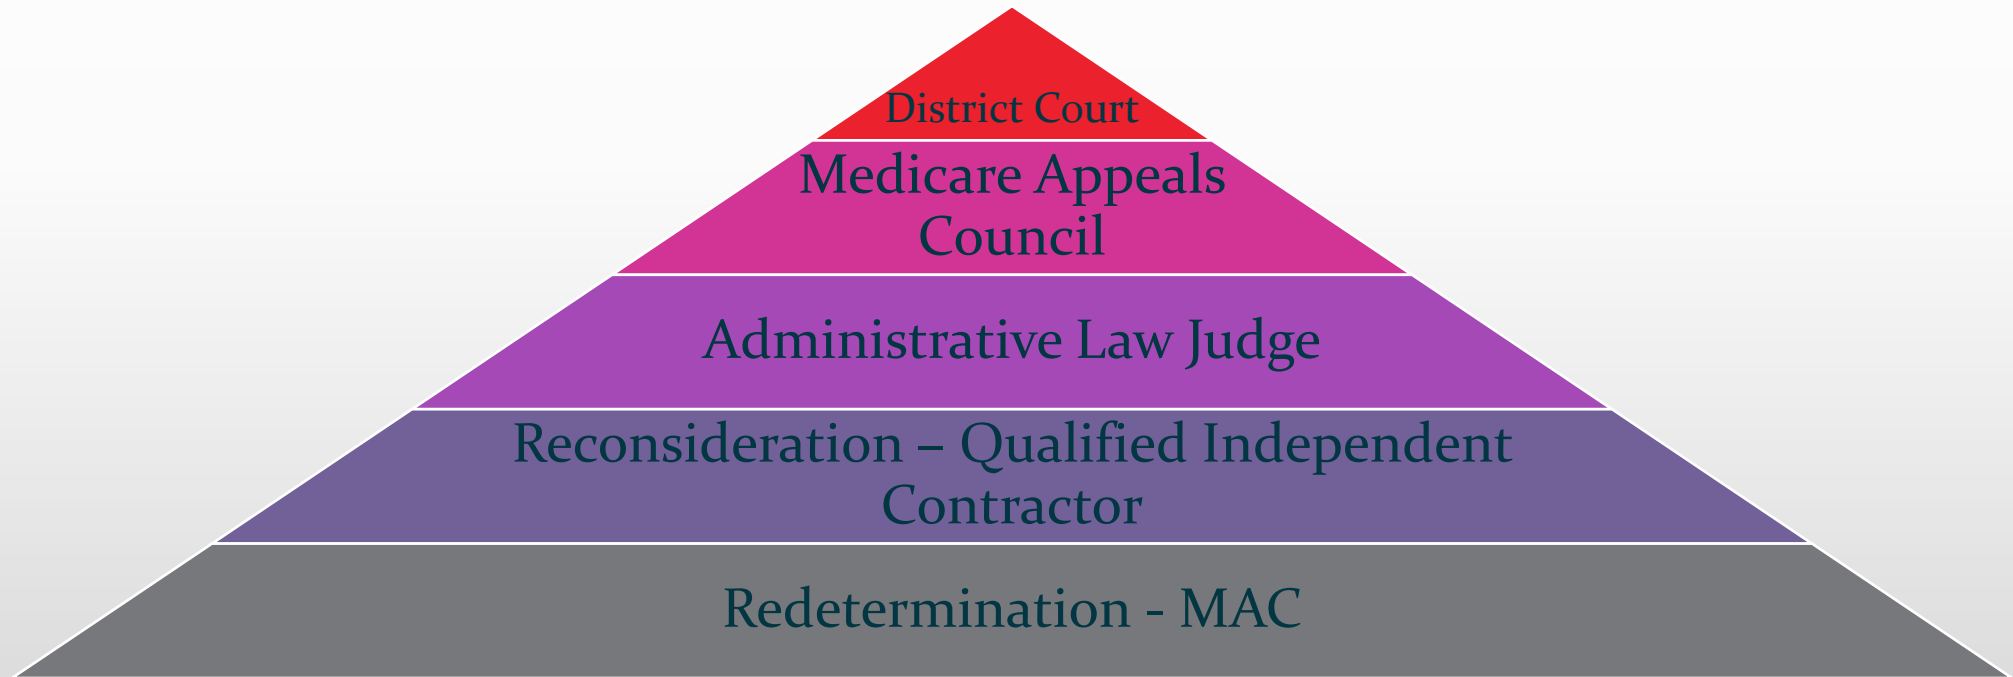 District Court
Medicare Appeals
Council
Administrative Law Judge
Reconsideration – Qualified Independent
Contractor
Redetermination - MAC